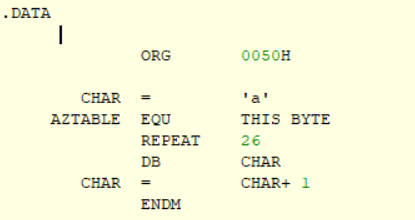 .DATA
ORG 0050H
CHAR = 'a'
AZTABLE EQU THIS BYTE
REPEAT 26
DB CHAR
CHAR = CHAR+ 1
ENDM